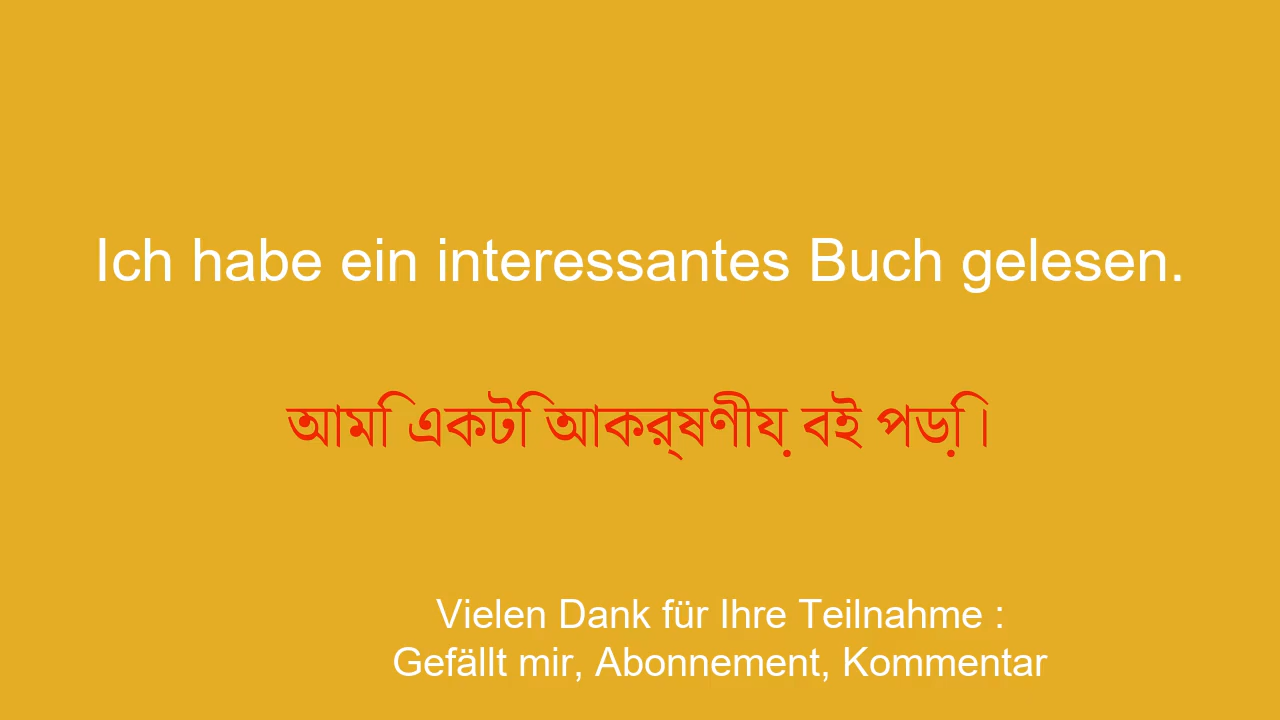 Ich habe ein interessantes Buch gelesen.
আমি একটি আকর্ষণীয় বই পড়ি।
Vielen Dank für Ihre Teilnahme :
Gefällt mir, Abonnement, Kommentar